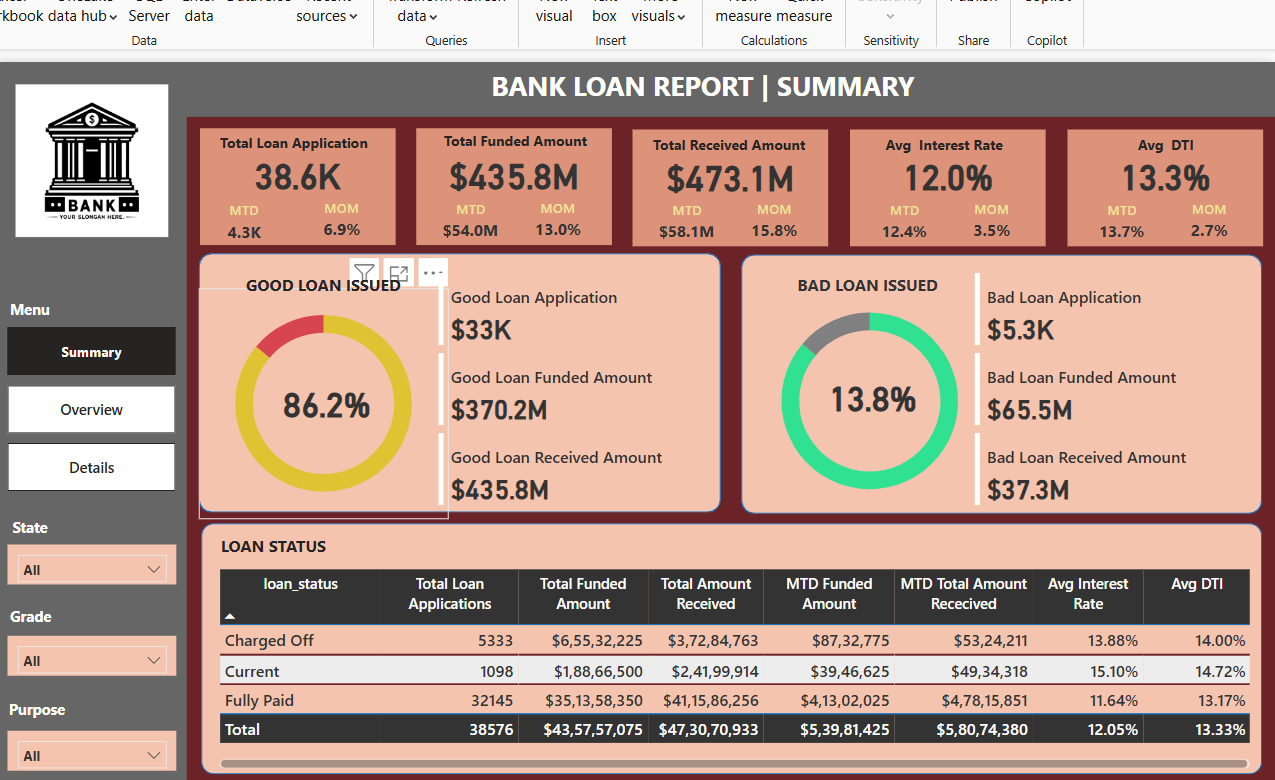 rkbook data hub Server data sources data visual box visuals measure measure
Data Queries Insert Calculations Sensitivity Share Copilot
BANK LOAN REPORT | SUMMARY
$
BANK
YOUR SLONGAN HERE.
Total Loan Application
38.6K
MTD MOM
4.3K 6.9%
Total Funded Amount
$435.8M
MTD MOM
$54.0M 13.0%
Total Received Amount
$473.1M
MTD MOM
$58.1M 15.8%
Avg Interest Rate
12.0%
MTD MOM
12.4% 3.5%
Avg DTI
13.3%
MTD MOM
13.7% 2.7%
Menu
Summary
Overview
Details
State
All
Grade
All
Purpose
All
GOOD LOAN ISSUED
86.2%
Good Loan Application
$33K
Good Loan Funded Amount
$370.2M
Good Loan Received Amount
$435.8M
BAD LOAN ISSUED
13.8%
Bad Loan Application
$5.3K
Bad Loan Funded Amount
$65.5M
Bad Loan Received Amount
$37.3M
LOAN STATUS
loan_status Total Loan Total Funded Total Amount MTD Funded MTD Total Amount Avg Interest Avg DTI
Applications Amount Received Amount Rececived Rate
Charged Off 5333 $6,55,32,225 $3,72,84,763 $87,32,775 $53,24,211 13.88% 14.00%
Current 1098 $1,88,66,500 $2,41,99,914 $39,46,625 $49,34,318 15.10% 14.72%
Fully Paid 32145 $35,13,58,350 $41,15,86,256 $4,13,02,025 $4,78,15,851 11.64% 13.17%
Total 38576 $43,57,57,075 $47,30,70,933 $5,39,81,425 $5,80,74,380 12.05% 13.33%